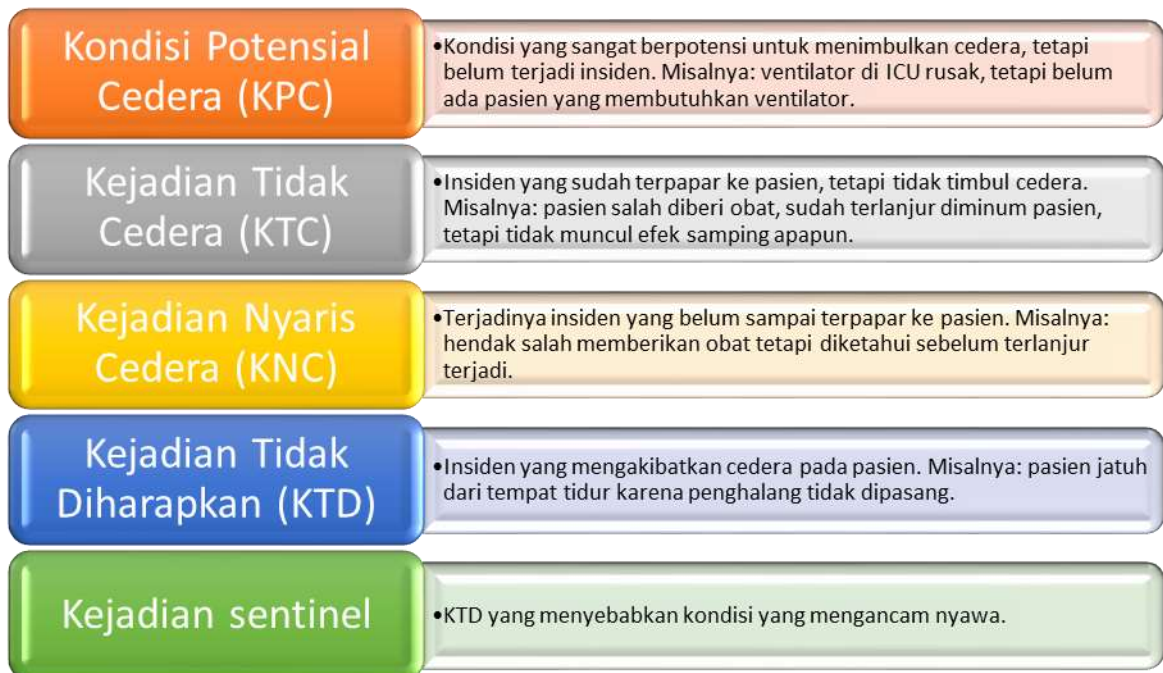 Kondisi Potensial
Cedera (KPC)
•Kondisi yang sangat berpotensi untuk menimbulkan cedera, tetapi
belum terjadi insiden. Misalnya: ventilator di ICU rusak, tetapi belum
ada pasien yang membutuhkan ventilator.
Kejadian Tidak
Cedera (KTC)
•Insiden yang sudah terpapar ke pasien, tetapi tidak timbul cedera.
Misalnya: pasien salah diberi obat, sudah terlanjur diminum pasien,
tetapi tidak muncul efek samping apapun.
Kejadian Nyaris
Cedera (KNC)
•Terjadinya insiden yang belum sampai terpapar ke pasien. Misalnya:
hendak salah memberikan obat tetapi diketahui sebelum terlanjur
terjadi.
Kejadian Tidak
Diharapkan (KTD)
•Insiden yang mengakibatkan cedera pada pasien. Misalnya: pasien jatuh
dari tempat tidur karena penghalang tidak dipasang.
Kejadian sentinel
•KTD yang menyebabkan kondisi yang mengancam nyawa.